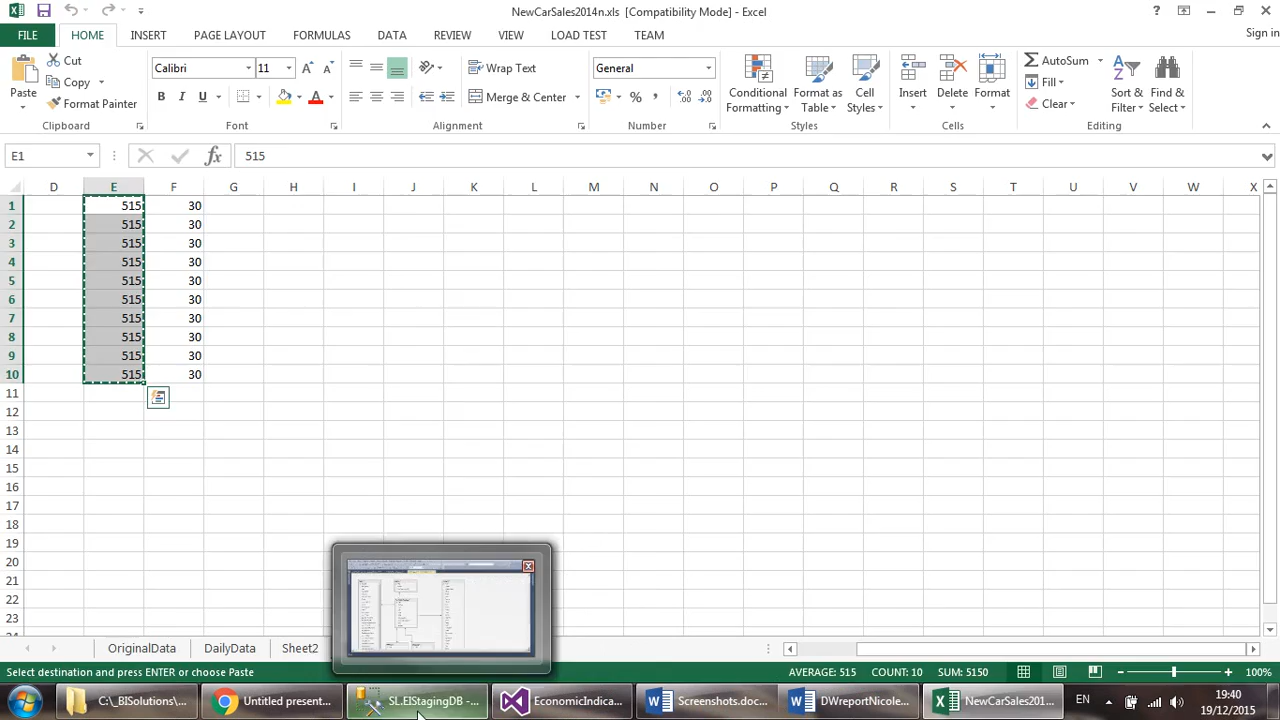 NewCarSales2014n.xls [Compatibility Mode] - Excel
FILE HOME INSERT PAGE LAYOUT FORMULAS DATA REVIEW VIEW LOAD TEST TEAM Sign in
Cut
Copy
Format Painter
Paste
Clipboard
Calibri 11
B I U
Font
Wrap Text
Merge & Center
Alignment
General
Number
Conditional Formatting
Format as Table
Cell Styles
Styles
Insert Delete Format
Cells
AutoSum
Fill
Clear
Sort & Filter
Find & Select
Editing
E1 fx 515
D E F G H I J K L M N O P Q R S T U V W X
1 515 30
2 515 30
3 515 30
4 515 30
5 515 30
6 515 30
7 515 30
8 515 30
9 515 30
10 515 30
11
12
13
14
15
16
17
18
19
20
21
22
23
OriginalData DailyData Sheet2
Select destination and press ENTER or choose Paste AVERAGE: 515 COUNT: 10 SUM: 5150 100%
C:\_BISolutions\... Untitled present... SL.EIStagingDB -... EconomicIndica... Screenshots.doc... DWreportNicole... NewCarSales201... EN 19:40
19/12/2015